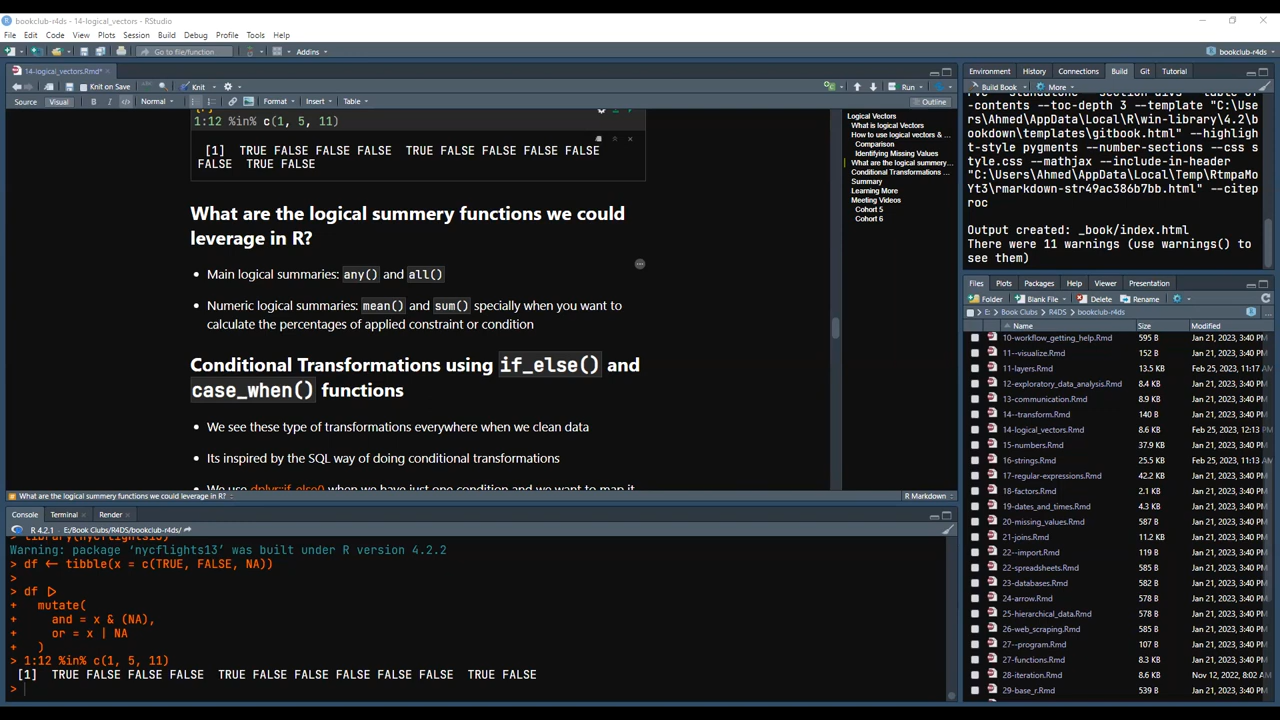 bookclub-r4ds - 14-logical_vectors - RStudio
File Edit Code View Plots Session Build Debug Profile Tools Help
Go to file/function Addins bookclub-r4ds
14-logical_vectors.Rmd*
Knit on Save Knit Run
Source Visual B I Normal Format Insert Table Outline
1:12 %in% c(1, 5, 11)
[1] TRUE FALSE FALSE FALSE TRUE FALSE FALSE FALSE FALSE
FALSE TRUE FALSE
What are the logical summery functions we could
leverage in R?
Main logical summaries: any() and all()
Numeric logical summaries: mean() and sum() specially when you want to
calculate the percentages of applied constraint or condition
Conditional Transformations using if_else() and
case_when() functions
We see these type of transformations everywhere when we clean data
Its inspired by the SQL way of doing conditional transformations
We use dplyr::if_else() when we have just one condition and we want to map it
What are the logical summery functions we could leverage in R?
R Markdown
Logical Vectors
What is logical Vectors
How to use logical vectors & ...
Comparison
Identifying Missing Values
What are the logical summery...
Conditional Transformations ...
Summary
Learning More
Meeting Videos
Cohort 5
Cohort 6
Console Terminal Render
R 4.2.1 . E:/Book Clubs/R4DS/bookclub-r4ds/
> library(nycflights13)
Warning: package ‘nycflights13’ was built under R version 4.2.2
> df <- tibble(x = c(TRUE, FALSE, NA))
>
> df |>
+ mutate(
+ and = x & (NA),
+ or = x | NA
+ )
> 1:12 %in% c(1, 5, 11)
[1] TRUE FALSE FALSE FALSE TRUE FALSE FALSE FALSE FALSE FALSE TRUE FALSE
>
Environment History Connections Build Git Tutorial
Build Book More
-contents --toc-depth 3 --template "C:\Us
ers\Ahmed\AppData\Local\R\win-library\4.2\b
ookdown\templates\gitbook.html" --highligh
t-style pygments --number-sections --css s
tyle.css --mathjax --include-in-header
"C:\Users\Ahmed\AppData\Local\Temp\RtmpaMo
Yt3\rmarkdown-str49ac386b7bb.html" --citep
roc
Output created: _book/index.html
There were 11 warnings (use warnings() to
see them)
Files Plots Packages Help Viewer Presentation
Folder Blank File Delete Rename
E: Book Clubs R4DS bookclub-r4ds
Name Size Modified
10-workflow_getting_help.Rmd 595 B Jan 21, 2023, 3:40 PM
11--visualize.Rmd 152 B Jan 21, 2023, 3:40 PM
11-layers.Rmd 13.5 KB Feb 25, 2023, 11:17 AM
12-exploratory_data_analysis.Rmd 8.4 KB Jan 21, 2023, 3:40 PM
13-communication.Rmd 8.9 KB Jan 21, 2023, 3:40 PM
14--transform.Rmd 140 B Jan 21, 2023, 3:40 PM
14-logical_vectors.Rmd 8.6 KB Feb 25, 2023, 12:13 PM
15-numbers.Rmd 37.9 KB Jan 21, 2023, 3:40 PM
16-strings.Rmd 25.5 KB Feb 25, 2023, 11:13 AM
17-regular-expressions.Rmd 42.2 KB Jan 21, 2023, 3:40 PM
18-factors.Rmd 2.1 KB Jan 21, 2023, 3:40 PM
19-dates_and_times.Rmd 4.3 KB Jan 21, 2023, 3:40 PM
20-missing_values.Rmd 587 B Jan 21, 2023, 3:40 PM
21-joins.Rmd 11.2 KB Jan 21, 2023, 3:40 PM
22--import.Rmd 119 B Jan 21, 2023, 3:40 PM
22-spreadsheets.Rmd 585 B Jan 21, 2023, 3:40 PM
23-databases.Rmd 582 B Jan 21, 2023, 3:40 PM
24-arrow.Rmd 578 B Jan 21, 2023, 3:40 PM
25-hierarchical_data.Rmd 584 B Jan 21, 2023, 3:40 PM
26-web_scraping.Rmd 585 B Jan 21, 2023, 3:40 PM
27--program.Rmd 107 B Jan 21, 2023, 3:40 PM
27-functions.Rmd 8.3 KB Jan 21, 2023, 3:40 PM
28-iteration.Rmd 8.6 KB Nov 12, 2022, 8:02 AM
29-base_r.Rmd 539 B Jan 21, 2023, 3:40 PM